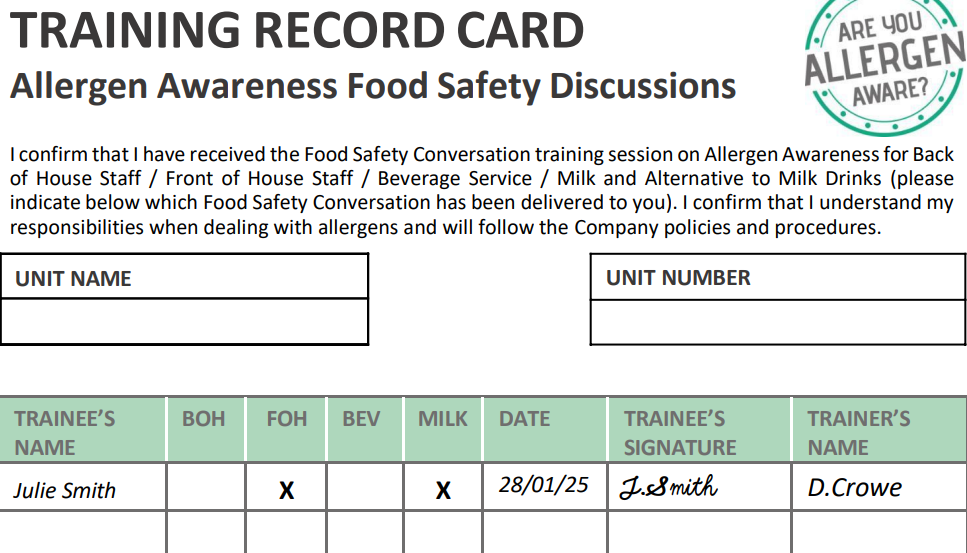 TRAINING RECORD CARD
Allergen Awareness Food Safety Discussions
ARE YOU
ALLERGEN
AWARE?
I confirm that I have received the Food Safety Conversation training session on Allergen Awareness for Back
of House Staff / Front of House Staff / Beverage Service / Milk and Alternative to Milk Drinks (please
indicate below which Food Safety Conversation has been delivered to you). I confirm that I understand my
responsibilities when dealing with allergens and will follow the Company policies and procedures.
UNIT NAME UNIT NUMBER
TRAINEE’S NAME BOH FOH BEV MILK DATE TRAINEE’S SIGNATURE TRAINER’S NAME
Julie Smith X X 28/01/25 J.Smith D.Crowe